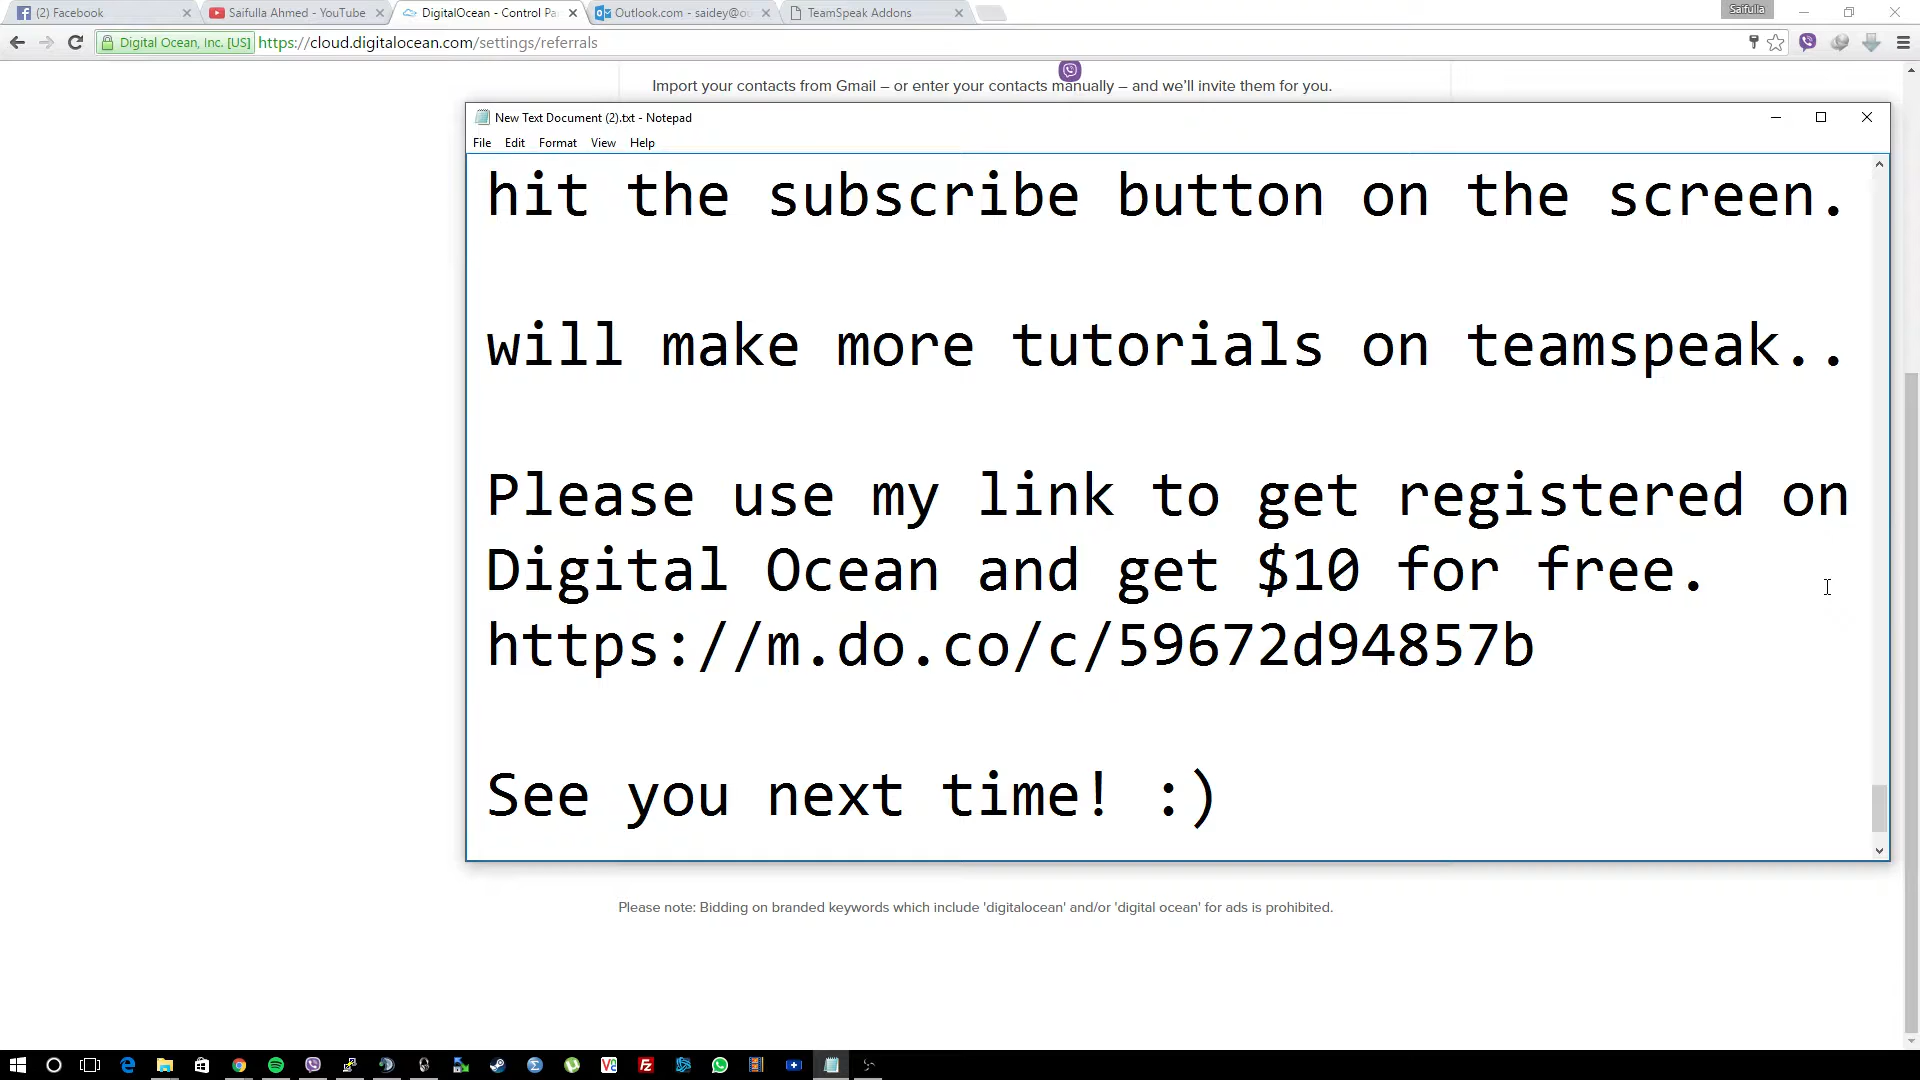 (2) Facebook
Saifulla Ahmed - YouTube
DigitalOcean - Control Pa
Outlook.com - saidey@ou
TeamSpeak Addons
Saifulla
Digital Ocean, Inc. [US]
https://cloud.digitalocean.com/settings/referrals
Import your contacts from Gmail – or enter your contacts manually – and we'll invite them for you.
New Text Document (2).txt - Notepad
File Edit Format View Help
hit the subscribe button on the screen.
will make more tutorials on teamspeak..
Please use my link to get registered on
Digital Ocean and get $10 for free.
https://m.do.co/c/59672d94857b
See you next time! :)
Please note: Bidding on branded keywords which include 'digitalocean' and/or 'digital ocean' for ads is prohibited.